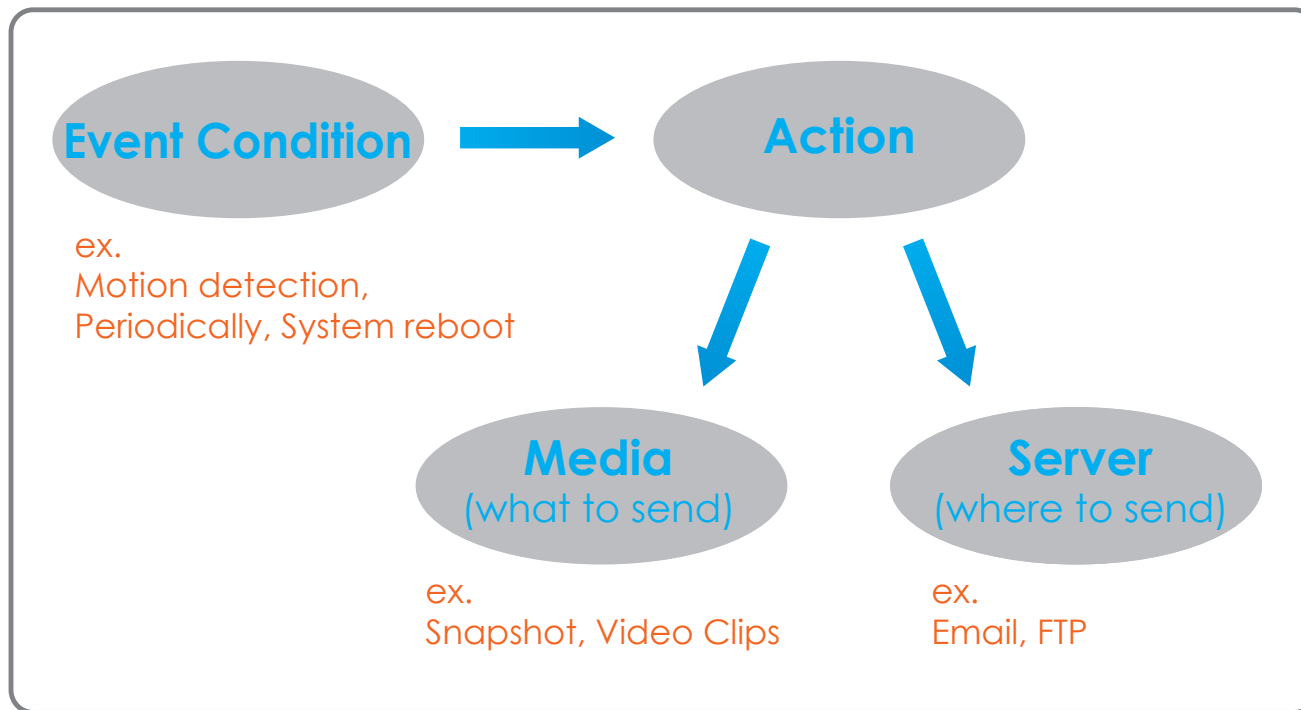 Event Condition
Action
ex.
Motion detection,
Periodically, System reboot
Media
(what to send)
Server
(where to send)
ex.
Snapshot, Video Clips
ex.
Email, FTP